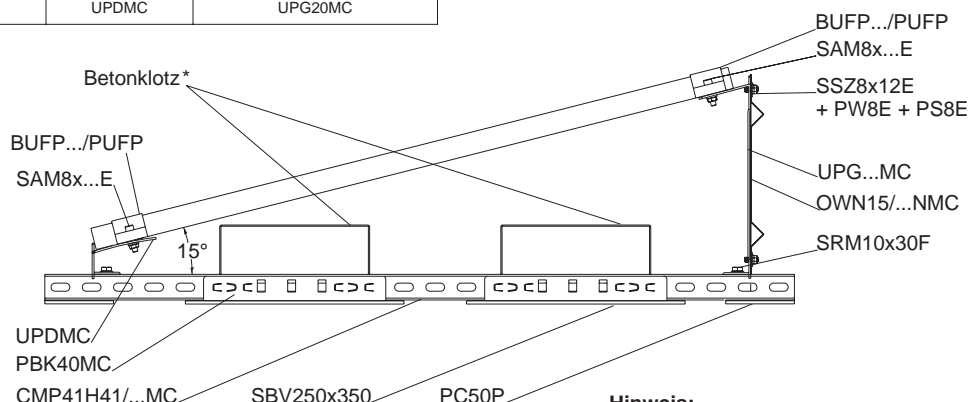 UPDMC UPG20MC
BUFP.../PUFP
SAM8x...E
Betonklotz*
SSZ8x12E
+ PW8E + PS8E
BUFP.../PUFP
SAM8x...E
UPG...MC
OWN15/...NMC
15°
SRM10x30F
UPDMC
PBK40MC
CMP41H41/...MC SBV250x350 PC50P
Hinweis: